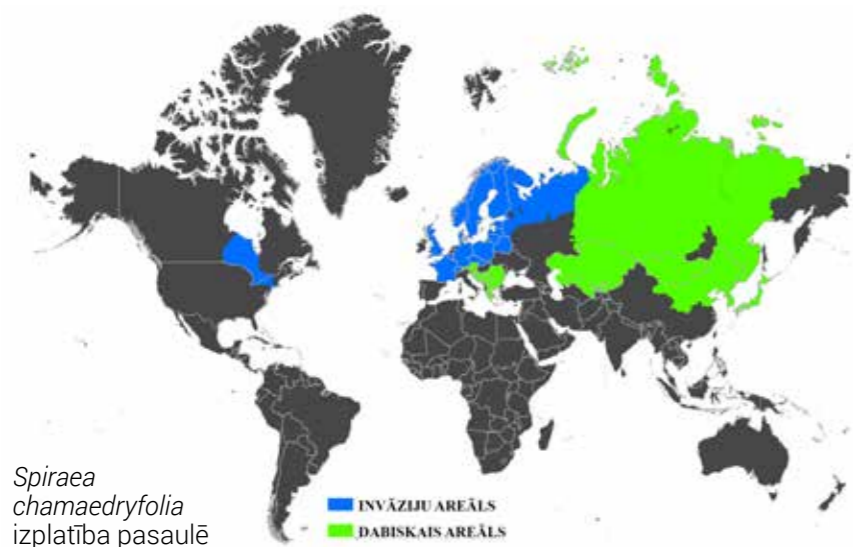 Spiraea
chamaedryfolia
izplatība pasaulē
INVĀZIJU AREĀLS
DABISKAIS AREĀLS